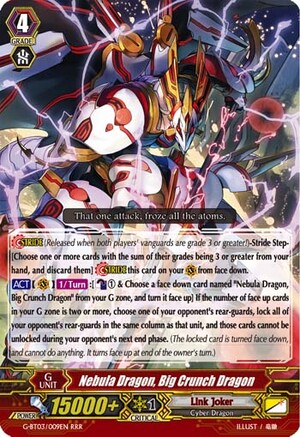 4
GRADE
That one attack, froze all the atoms.
STRIDE (Released when both players' vanguards are grade 3 or greater!)-Stride Step-
[Choose one or more cards with the sum of their grades being 3 or greater from your
hand, and discard them] STRIDE this card on your from face down.
ACT 1/Turn : [ ① & Choose a face down card named "Nebula Dragon,
Big Crunch Dragon" from your G zone, and turn it face up] If the number of face up cards
in your G zone is two or more, choose one of your opponent's rear-guards, lock all of
your opponent's rear-guards in the same column as that unit, and those cards cannot be
unlocked during your opponent's next end phase. (The locked card is turned face down,
and cannot do anything. It turns face up at end of the owner's turn.)
G
UNIT
Nebula Dragon, Big Crunch Dragon
POWER
15000+
1
CRITICAL
Link Joker
Cyber Dragon
G-BT03/009EN RRR
ILLUST /